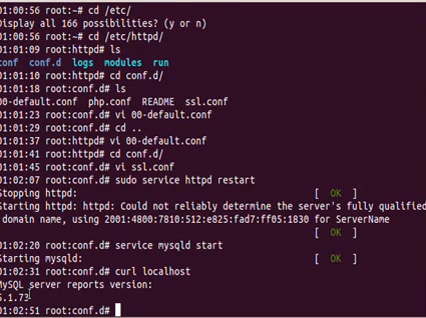 01:00:56 root:~# cd /etc/
Display all 166 possibilities? (y or n)
01:00:56 root:~# cd /etc/httpd/
01:01:09 root:httpd# ls
conf conf.d logs modules run
01:01:10 root:httpd# cd conf.d/
01:01:18 root:conf.d# ls
00-default.conf php.conf README ssl.conf
01:01:23 root:conf.d# vi 00-default.conf
01:01:29 root:conf.d# cd ..
01:01:37 root:httpd# vi 00-default.conf
01:01:41 root:httpd# cd conf.d/
01:01:45 root:conf.d# vi ssl.conf
01:02:07 root:conf.d# sudo service httpd restart
Stopping httpd: [ OK ]
Starting httpd: httpd: Could not reliably determine the server's fully qualified
domain name, using 2001:4800:7810:512:e825:fad7:ff05:1830 for ServerName
[ OK ]
01:02:20 root:conf.d# service mysqld start
Starting mysqld: [ OK ]
01:02:31 root:conf.d# curl localhost
MySQL server reports version:
5.1.73
01:02:51 root:conf.d#